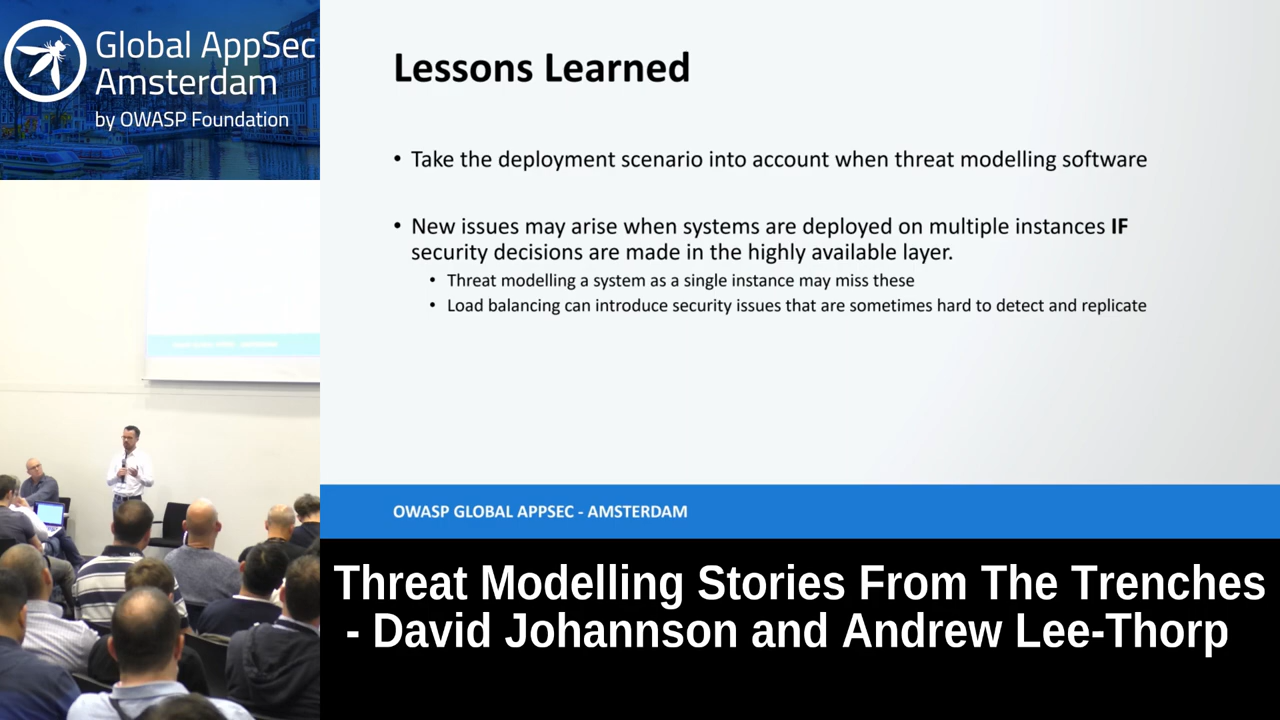 Global AppSec
Amsterdam
by OWASP Foundation
Lessons Learned
• Take the deployment scenario into account when threat modelling software
• New issues may arise when systems are deployed on multiple instances IF
security decisions are made in the highly available layer.
• Threat modelling a system as a single instance may miss these
• Load balancing can introduce security issues that are sometimes hard to detect and replicate
OWASP GLOBAL APPSEC - AMSTERDAM
Threat Modelling Stories From The Trenches
- David Johannson and Andrew Lee-Thorp